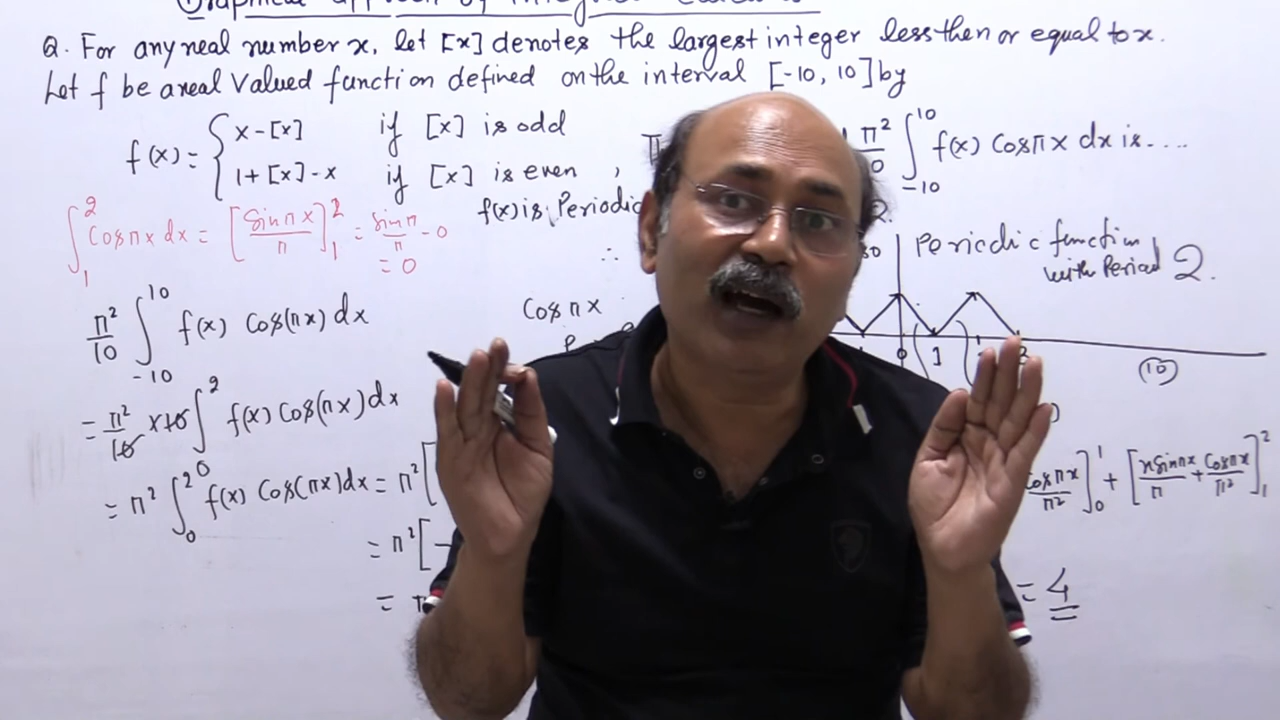 Q. For any real number x, let [x] denotes the largest integer less then or equal to x.
Let f be a real valued function defined on the interval [-10, 10] by
f(x) = { x-[x] if [x] is odd
1+[x]-x if [x] is even ,
π²/10 ∫_{-10}^{10} f(x) Cosπx dx is....
∫_1^2 Cosπx dx = [sinπx/π]_1^2 = sinπ/π - 0
= 0
f(x) is Periodic
∴
Periodic function
with Period 2.
Cosπx
0 1
(10)
π²/10 ∫_{-10}^{10} f(x) Cos(πx) dx
= π²/10 × 10 ∫_0^2 f(x) Cos(πx) dx
= π² ∫_0^2 f(x) Cos(πx) dx = π² [
Cosπx/π²]_0^1 + [x sinπx/π + Cosπx/π²]_1^2
= π² [-
= 4